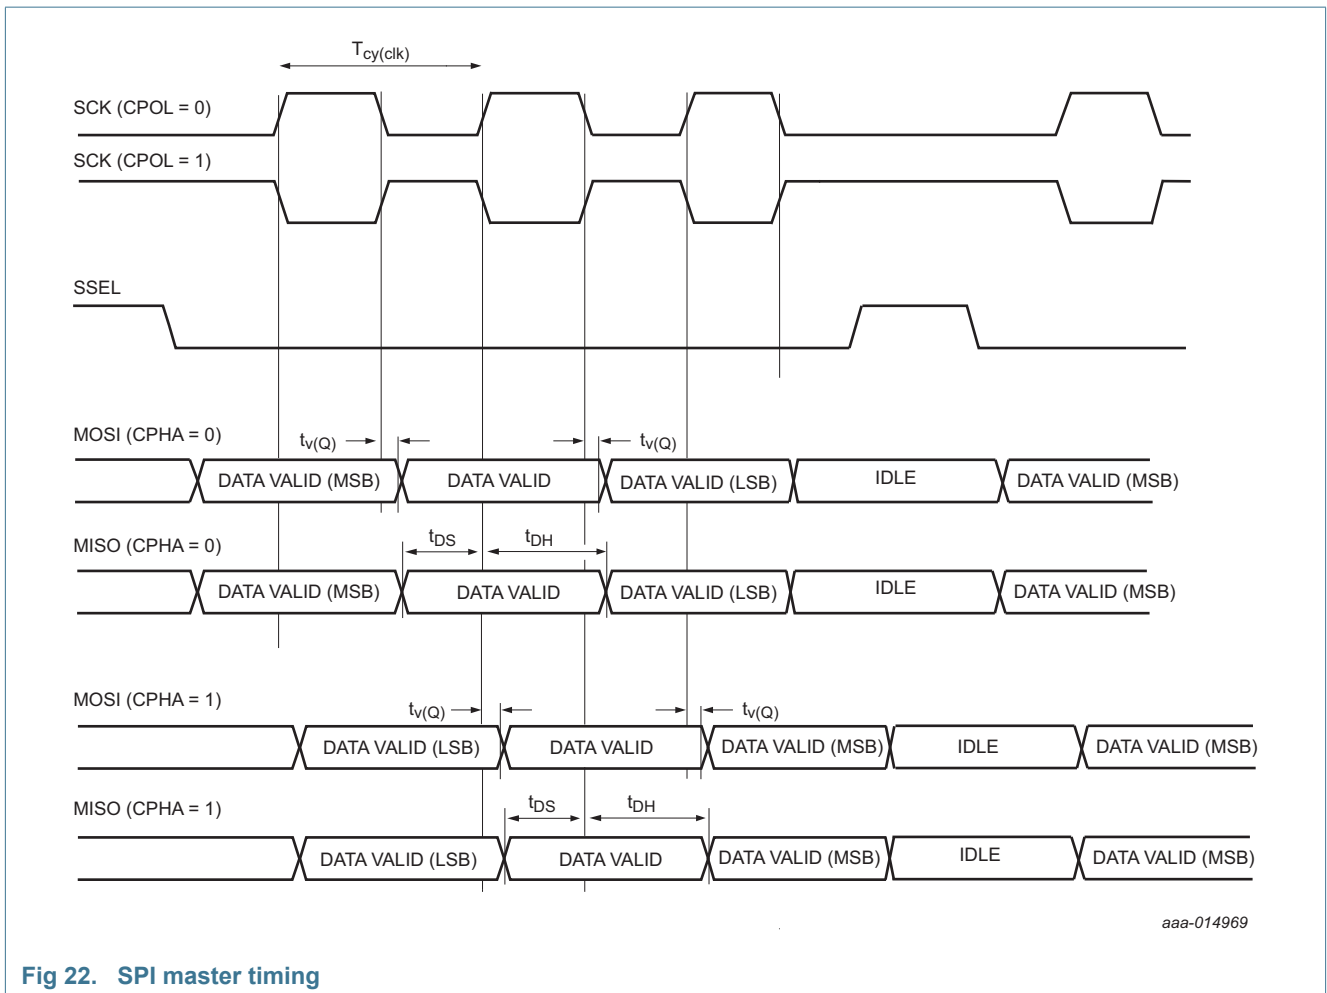 Tcy(clk)
SCK (CPOL = 0)
SCK (CPOL = 1)
SSEL
MOSI (CPHA = 0)
tv(Q) tv(Q)
DATA VALID (MSB) DATA VALID DATA VALID (LSB) IDLE DATA VALID (MSB)
MISO (CPHA = 0)
tDS tDH
DATA VALID (MSB) DATA VALID DATA VALID (LSB) IDLE DATA VALID (MSB)
MOSI (CPHA = 1)
tv(Q) tv(Q)
DATA VALID (LSB) DATA VALID DATA VALID (MSB) IDLE DATA VALID (MSB)
MISO (CPHA = 1)
tDS tDH
DATA VALID (LSB) DATA VALID DATA VALID (MSB) IDLE DATA VALID (MSB)
aaa-014969
Fig 22. SPI master timing